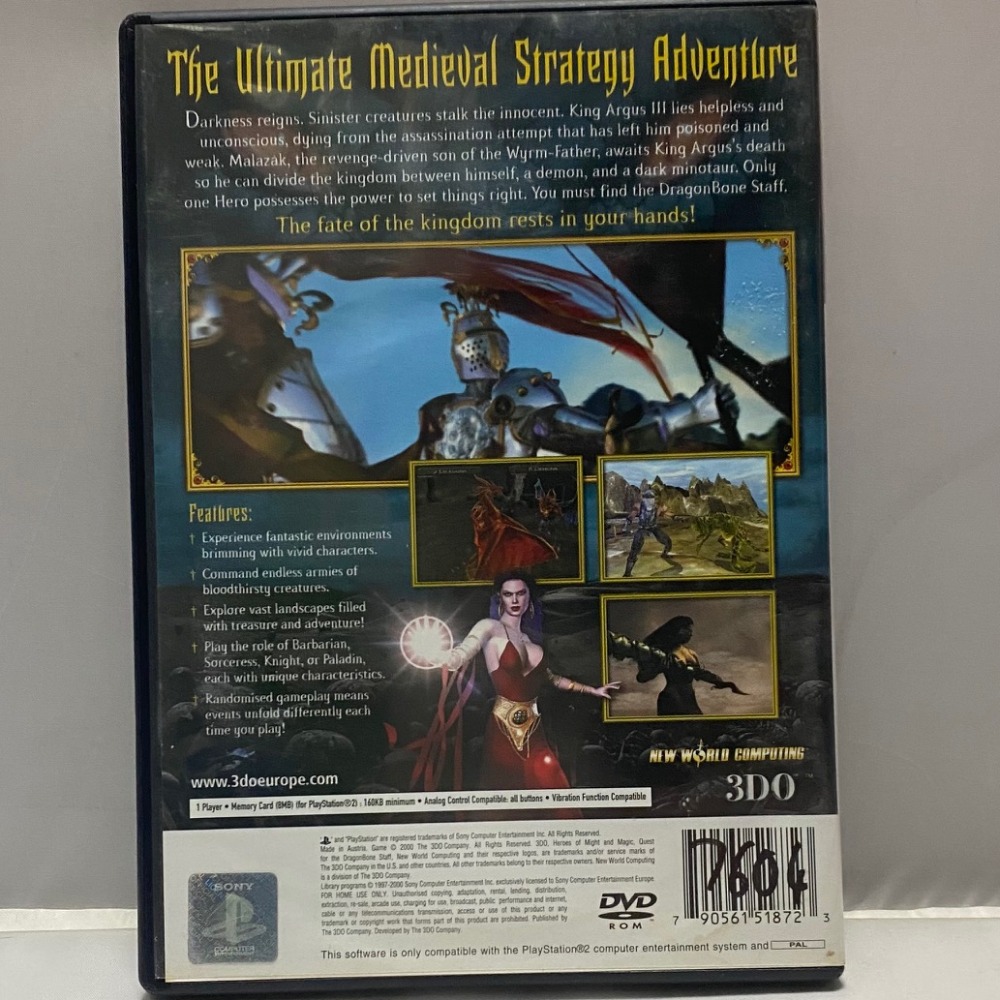 The Ultimate Medieval Strategy Adventure
Darkness reigns. Sinister creatures stalk the innocent. King Argus III lies helpless and
unconscious, dying from the assassination attempt that has left him poisoned and
weak. Malazak, the revenge-driven son of the Wyrm-Father, awaits King Argus's death
so he can divide the kingdom between himself, a demon, and a dark minotaur. Only
one Hero possesses the power to set things right. You must find the DragonBone Staff.
The fate of the kingdom rests in your hands!
Features:
† Experience fantastic environments
brimming with vivid characters.
† Command endless armies of
bloodthirsty creatures.
† Explore vast landscapes filled
with treasure and adventure!
† Play the role of Barbarian,
Sorceress, Knight, or Paladin,
each with unique characteristics.
† Randomised gameplay means
events unfold differently each
time you play!
NEW WORLD COMPUTING
3DO
www.3doeurope.com
1 Player • Memory Card (8MB) (for PlayStation®2) : 160KB minimum • Analog Control Compatible: all buttons • Vibration Function Compatible
and "PlayStation" are registered trademarks of Sony Computer Entertainment Inc. All Rights Reserved.
Made in Austria. Game © 2000 The 3DO Company. All Rights Reserved. 3DO, Heroes of Might and Magic, Quest
for the DragonBone Staff, New World Computing and their respective logos, are trademarks and/or service marks of
The 3DO Company in the U.S. and other countries. All other trademarks belong to their respective owners. New World Computing
is a division of The 3DO Company.
Library programs © 1997-2000 Sony Computer Entertainment Inc. exclusively licensed to Sony Computer Entertainment Europe.
FOR HOME USE ONLY. Unauthorised copying, adaptation, rental, lending, distribution,
extraction, re-sale, arcade use, charging for use, broadcast, public performance and internet,
cable or any telecommunications transmission, access or use of this product or any
trademark or copyright work that forms part of this product are prohibited. Published by
The 3DO Company. Developed by The 3DO Company.
SONY
COMPUTER
DVD
ROM
7604
7 90561 51872 3
This software is only compatible with the PlayStation®2 computer entertainment system and PAL